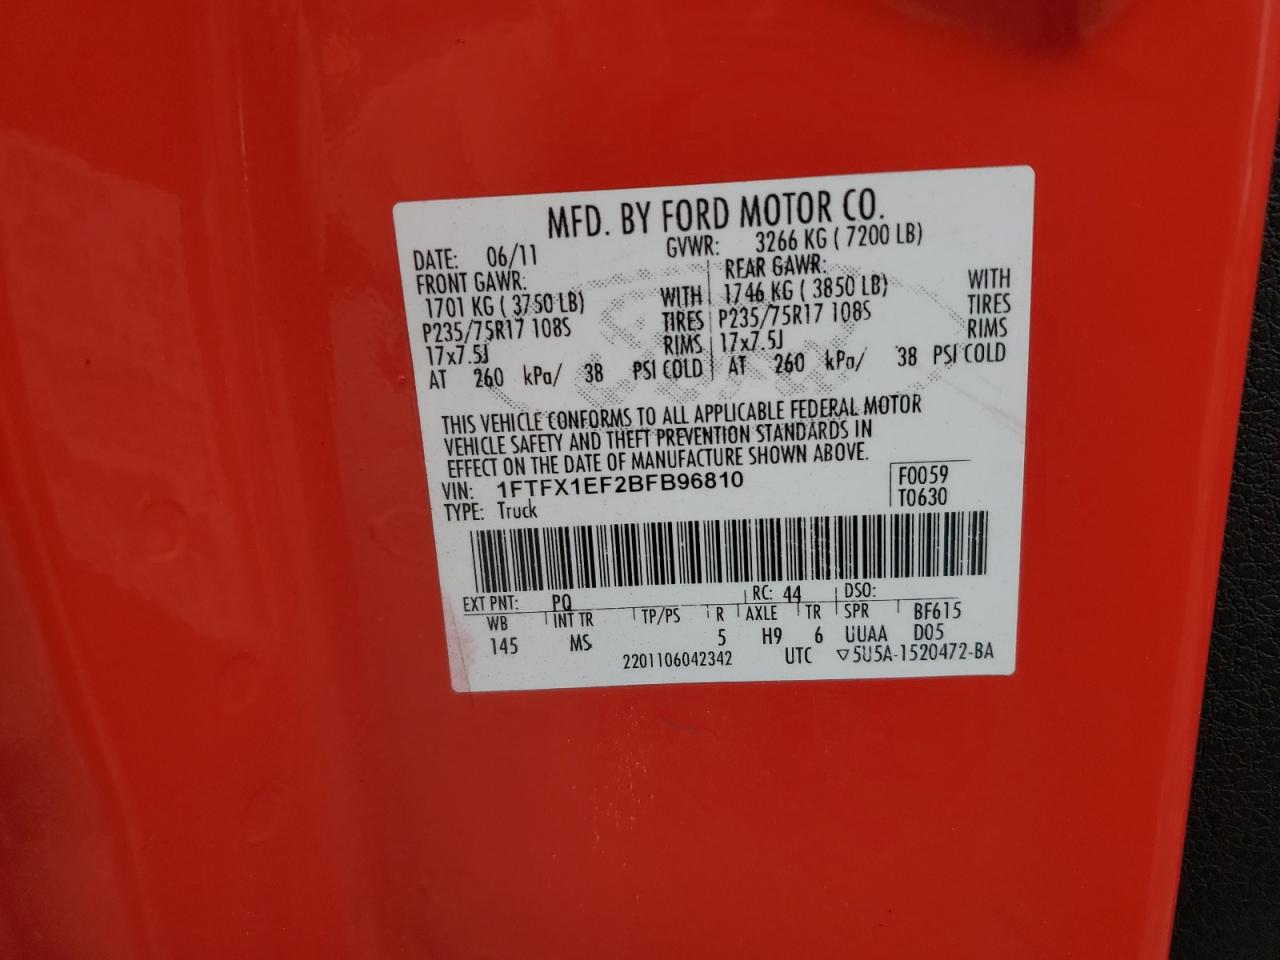 MFD. BY FORD MOTOR CO.
DATE: 06/11 GVWR: 3266 KG ( 7200 LB)
FRONT GAWR: REAR GAWR:
1701 KG ( 3750 LB) WITH 1746 KG ( 3850 LB) WITH
P235/75R17 108S TIRES P235/75R17 108S TIRES
17x7.5J RIMS 17x7.5J RIMS
AT 260 kPa/ 38 PSI COLD AT 260 kPa/ 38 PSI COLD
THIS VEHICLE CONFORMS TO ALL APPLICABLE FEDERAL MOTOR
VEHICLE SAFETY AND THEFT PREVENTION STANDARDS IN
EFFECT ON THE DATE OF MANUFACTURE SHOWN ABOVE.
VIN: 1FTFX1EF2BFB96810 F0059
TYPE: Truck T0630
EXT PNT: PQ RC: 44 DSO:
WB INT TR TP/PS R AXLE TR SPR BF615
145 MS 5 H9 6 UUAA D05
2201106042342 UTC ▽5U5A-1520472-BA